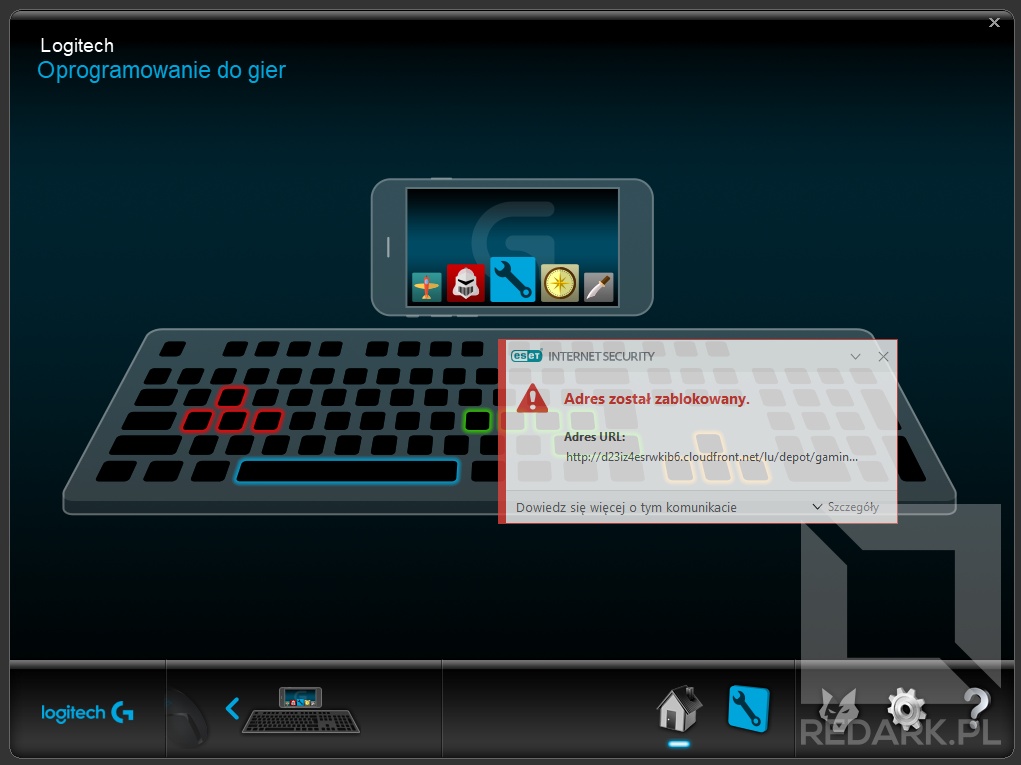 Logitech
Oprogramowanie do gier
eseT INTERNET SECURITY
Adres został zablokowany.
Adres URL:
http://d23iz4esrwkib6.cloudfront.net/lu/depot/gamin...
Dowiedz się więcej o tym komunikacie
Szczegóły
logitech G
?
REDARK.PL